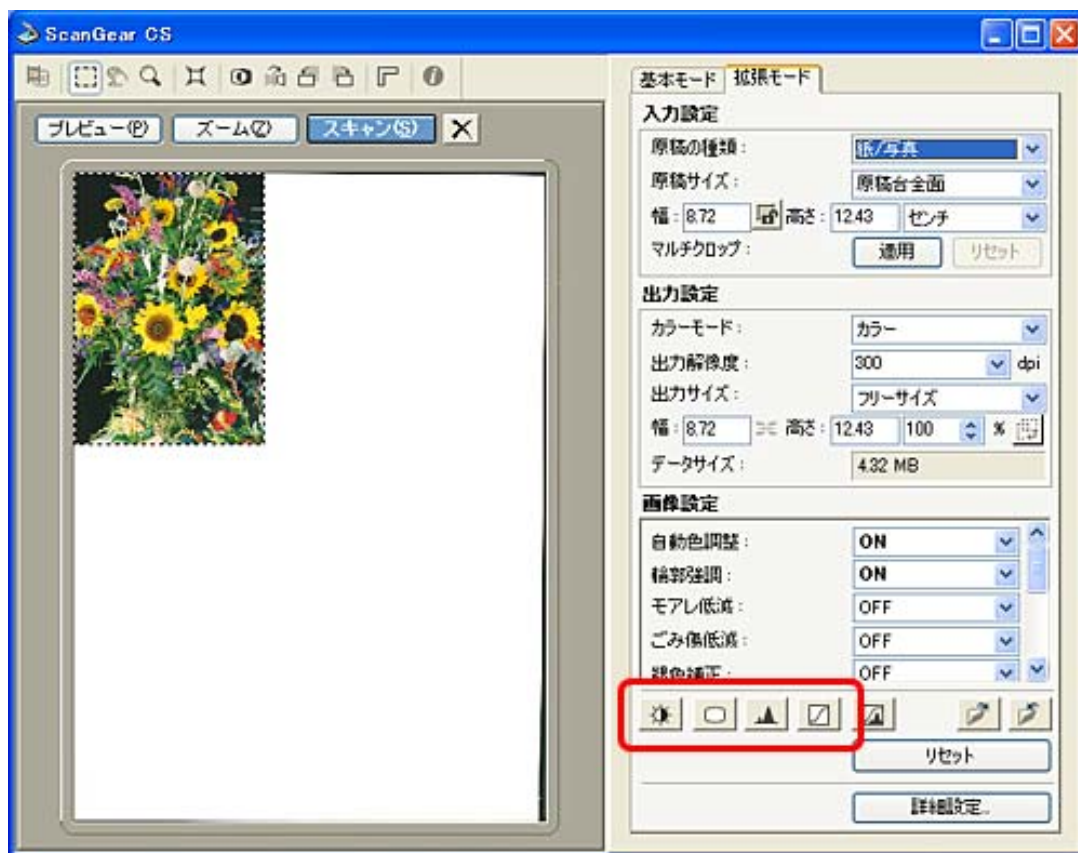 ScanGear CS
プレビュー(P) ズーム(Z) スキャン(S)
基本モード 拡張モード
入力設定
原稿の種類： 紙/写真
原稿サイズ： 原稿台全面
幅： 8.72 高さ： 12.43 センチ
マルチクロップ： 適用 リセット
出力設定
カラーモード： カラー
出力解像度： 300 dpi
出力サイズ： フリーサイズ
幅： 8.72 高さ： 12.43 100 %
データサイズ： 4.32 MB
画像設定
自動色調整： ON
輪郭強調： ON
モアレ低減： OFF
ごみ傷低減： OFF
褪色補正： OFF
リセット
詳細設定...